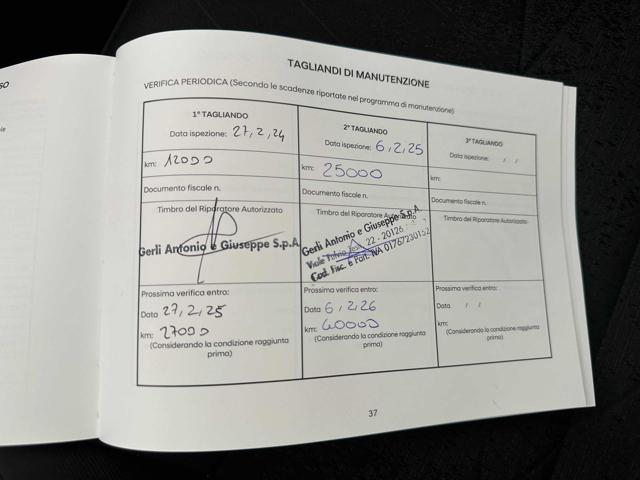 SO
TAGLIANDI DI MANUTENZIONE
VERIFICA PERIODICA (Secondo le scadenze riportate nel programma di manutenzione)
1° TAGLIANDO
Data ispezione: 27,2,24
km: 12000
Documento fiscale n.
Timbro del Riparatore Autorizzato
Gerli Antonio e Giuseppe S.p.A.
Prossima verifica entro:
Data 27,2,25
km: 27000
(Considerando la condizione raggiunta
prima)
2° TAGLIANDO
Data ispezione: 6,2,25
km: 25000
Documento fiscale n.
Timbro del Riparatore Autorizzato
Gerli Antonio e Giuseppe S.p.A.
Viale Fulvio 22 - 20126
Cod. Fisc. e Part. IVA 01767230152
Prossima verifica entro:
Data 6,2,26
km: 40000
(Considerando la condizione raggiunta
prima)
3° TAGLIANDO
Data ispezione: / /
km:
Documento fiscale n.
Timbro del Riparatore Autorizzato
Prossima verifica entro:
Data / /
km:
(Considerando la condizione raggiunta
prima)
37